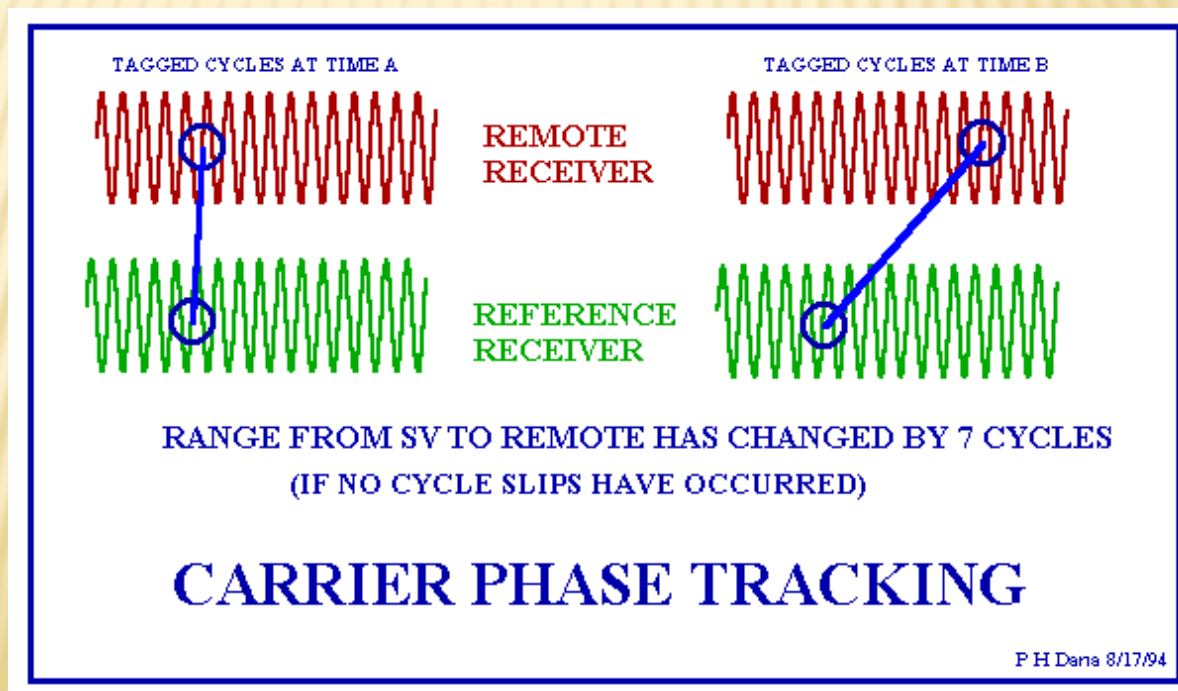 TAGGED CYCLES AT TIME A
TAGGED CYCLES AT TIME B
REMOTE
RECEIVER
REFERENCE
RECEIVER
RANGE FROM SV TO REMOTE HAS CHANGED BY 7 CYCLES
(IF NO CYCLE SLIPS HAVE OCCURRED)
CARRIER PHASE TRACKING
P H Dana 8/17/94